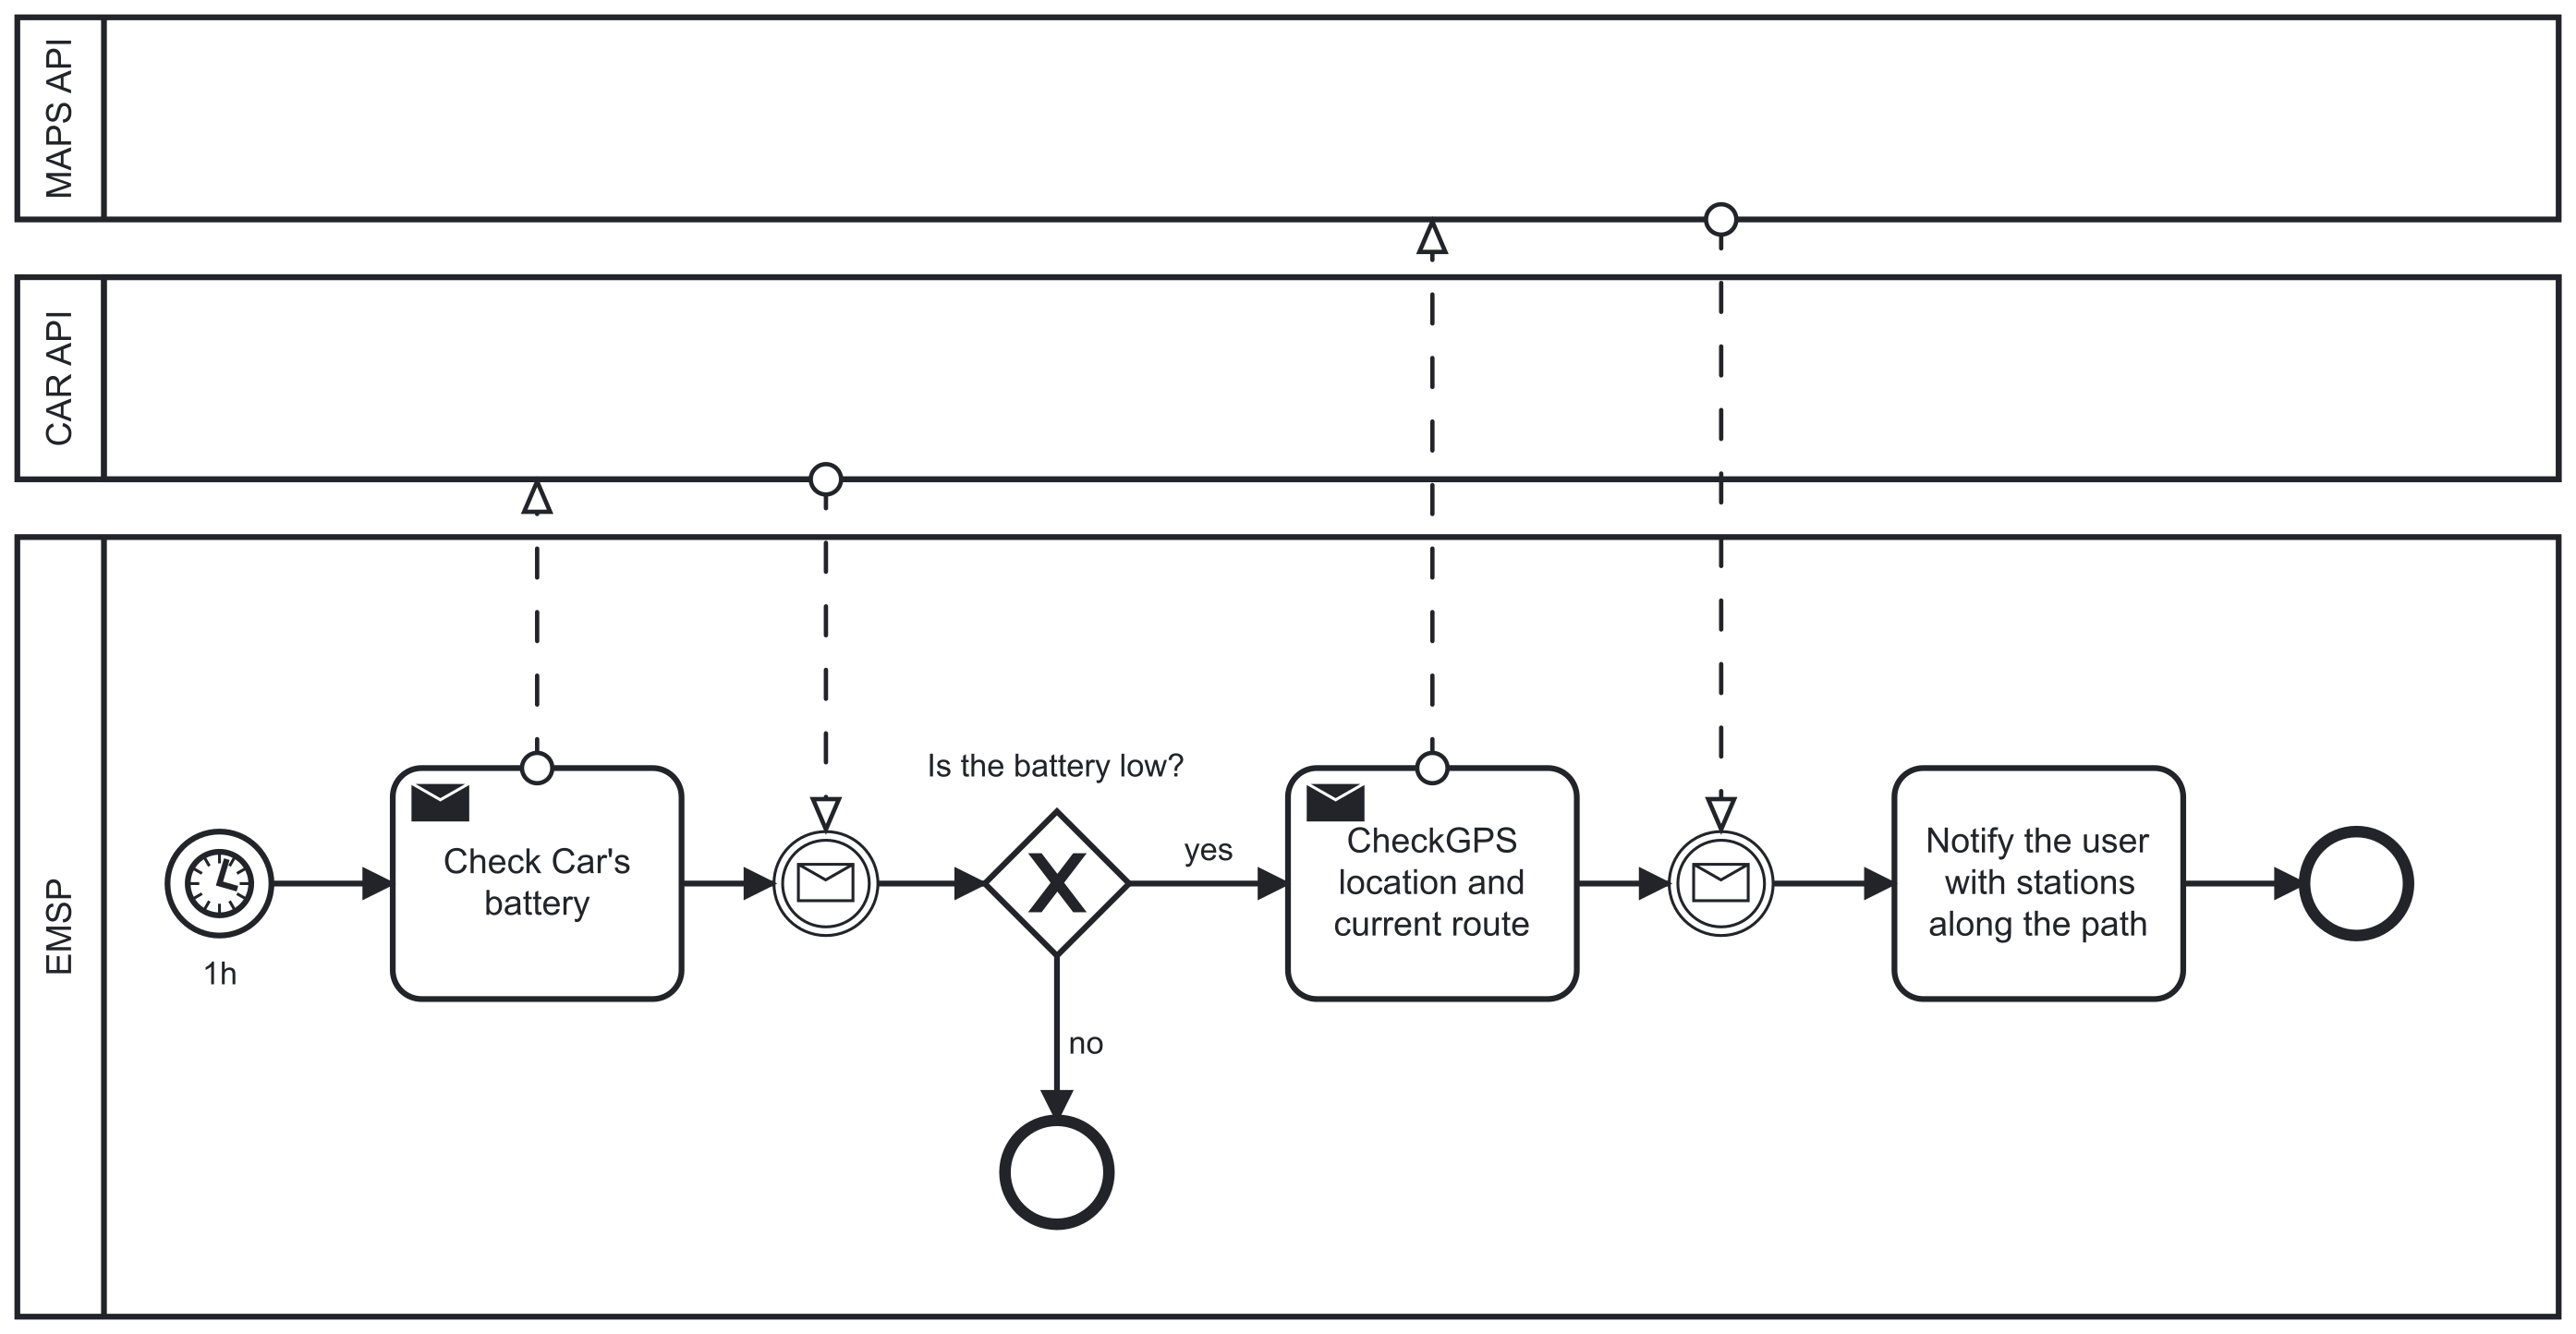 MAPS API
CAR API
EMSP
1h
Check Car's
battery
Is the battery low?
yes
no
CheckGPS
location and
current route
Notify the user
with stations
along the path